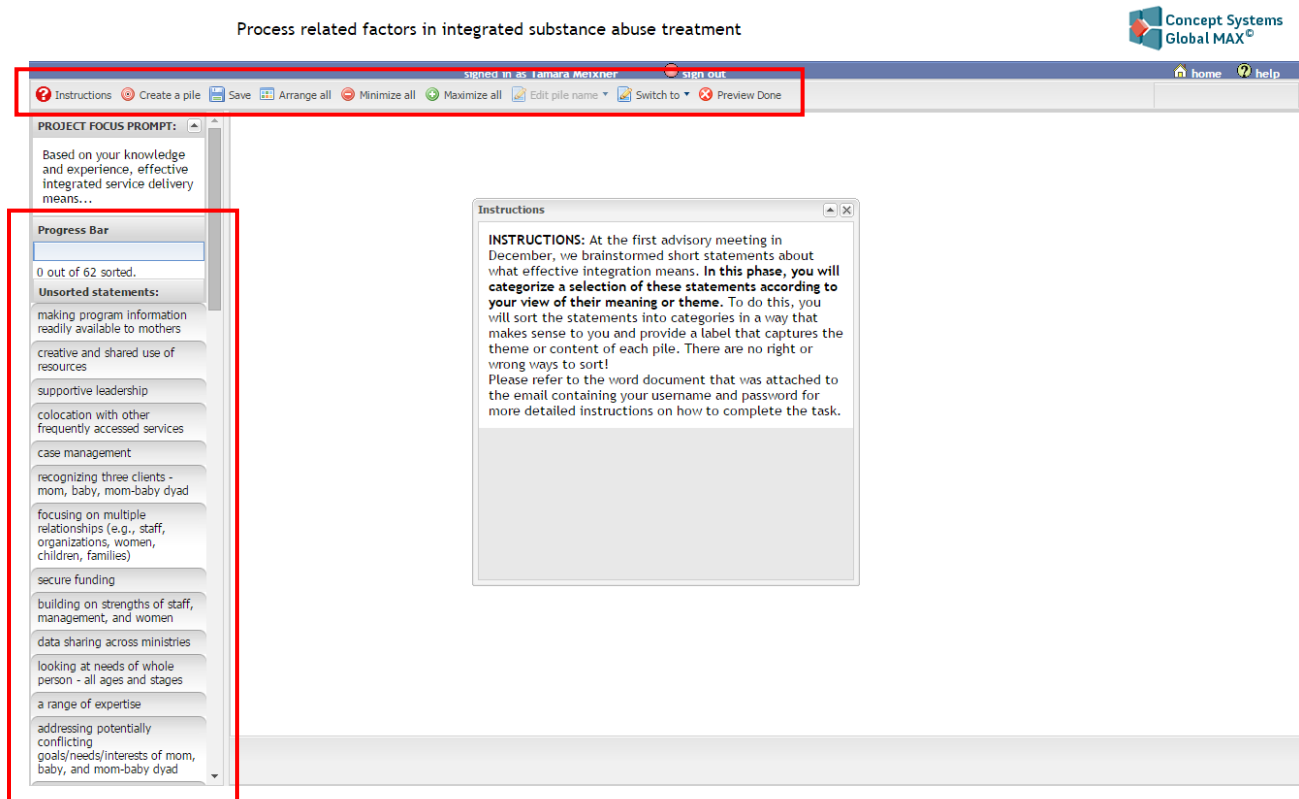 Process related factors in integrated substance abuse treatment
Concept Systems
Global MAX©
signed in as Tamara Meixner
sign out
home
help
Instructions
Create a pile
Save
Arrange all
Minimize all
Maximize all
Edit pile name
Switch to
Preview Done
PROJECT FOCUS PROMPT:
Based on your knowledge
and experience, effective
integrated service delivery
means...
Progress Bar
0 out of 62 sorted.
Unsorted statements:
making program information
readily available to mothers
creative and shared use of
resources
supportive leadership
colocation with other
frequently accessed services
case management
recognizing three clients -
mom, baby, mom-baby dyad
focusing on multiple
relationships (e.g., staff,
organizations, women,
children, families)
secure funding
building on strengths of staff,
management, and women
data sharing across ministries
looking at needs of whole
person - all ages and stages
a range of expertise
addressing potentially
conflicting
goals/needs/interests of mom,
baby, and mom-baby dyad
Instructions
INSTRUCTIONS: At the first advisory meeting in
December, we brainstormed short statements about
what effective integration means. In this phase, you will
categorize a selection of these statements according to
your view of their meaning or theme. To do this, you
will sort the statements into categories in a way that
makes sense to you and provide a label that captures the
theme or content of each pile. There are no right or
wrong ways to sort!
Please refer to the word document that was attached to
the email containing your username and password for
more detailed instructions on how to complete the task.